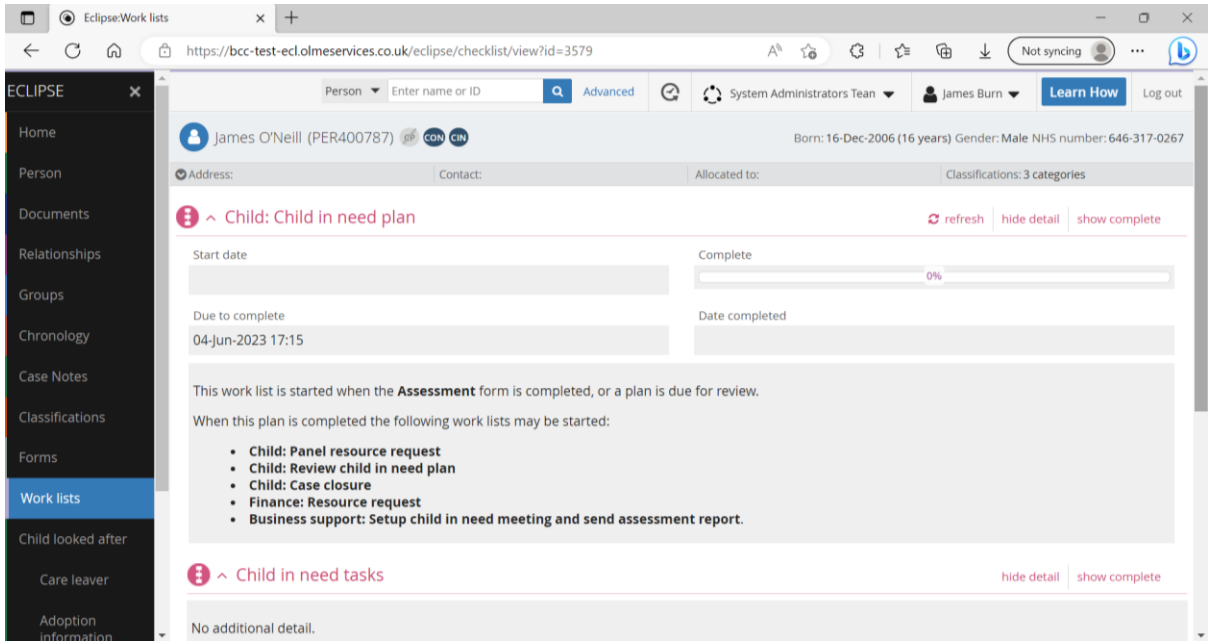 Eclipse:Work lists
https://bcc-test-ecl.olmeservices.co.uk/eclipse/checklist/view?id=3579
Not syncing
ECLIPSE
Person Enter name or ID Advanced System Administrators Tean James Burn Learn How Log out
Home
Person
Documents
Relationships
Groups
Chronology
Case Notes
Classifications
Forms
Work lists
Child looked after
Care leaver
Adoption
information
James O'Neill (PER400787) CON CIN Born: 16-Dec-2006 (16 years) Gender: Male NHS number: 646-317-0267
Address: Contact: Allocated to: Classifications: 3 categories
Child: Child in need plan refresh hide detail show complete
Start date Complete
0%
Due to complete Date completed
04-Jun-2023 17:15
This work list is started when the Assessment form is completed, or a plan is due for review.
When this plan is completed the following work lists may be started:
• Child: Panel resource request
• Child: Review child in need plan
• Child: Case closure
• Finance: Resource request
• Business support: Setup child in need meeting and send assessment report.
Child in need tasks hide detail show complete
No additional detail.